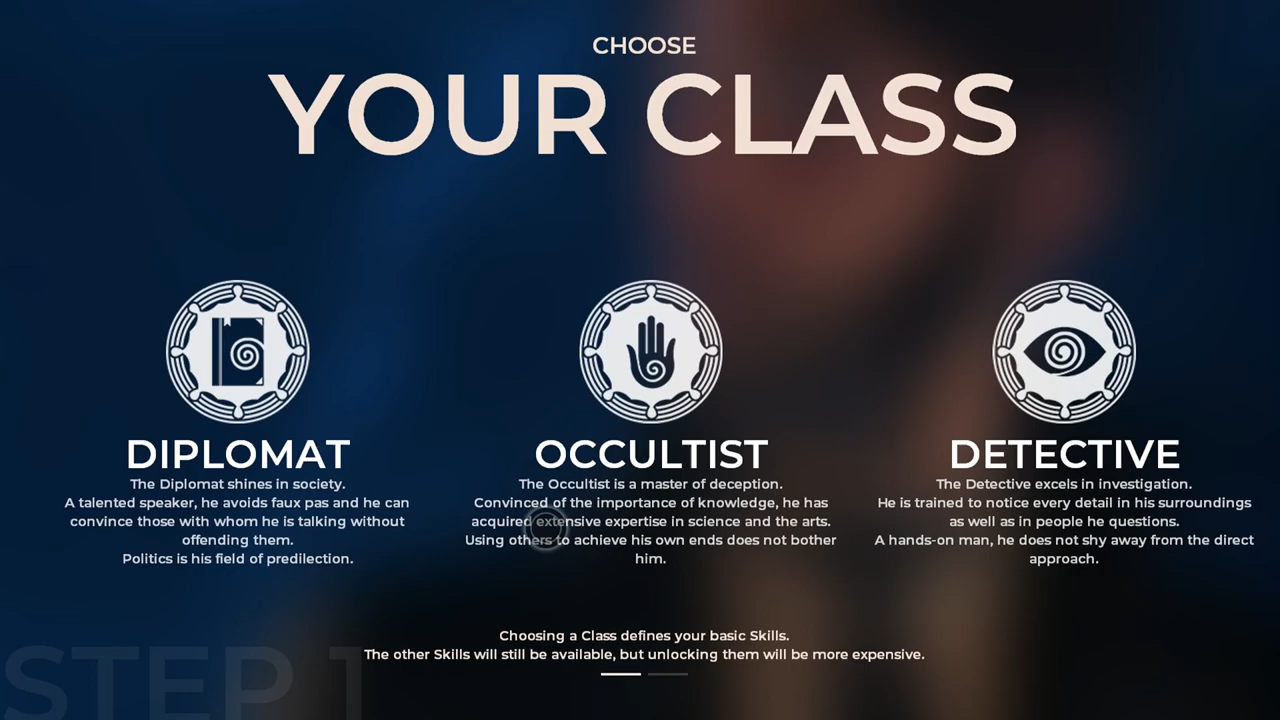 CHOOSE
YOUR CLASS
DIPLOMAT
The Diplomat shines in society.
A talented speaker, he avoids faux pas and he can
convince those with whom he is talking without
offending them.
Politics is his field of predilection.
OCCULTIST
The Occultist is a master of deception.
Convinced of the importance of knowledge, he has
acquired extensive expertise in science and the arts.
Using others to achieve his own ends does not bother
him.
DETECTIVE
The Detective excels in investigation.
He is trained to notice every detail in his surroundings
as well as in people he questions.
A hands-on man, he does not shy away from the direct
approach.
Choosing a Class defines your basic Skills.
The other Skills will still be available, but unlocking them will be more expensive.
STEP 1